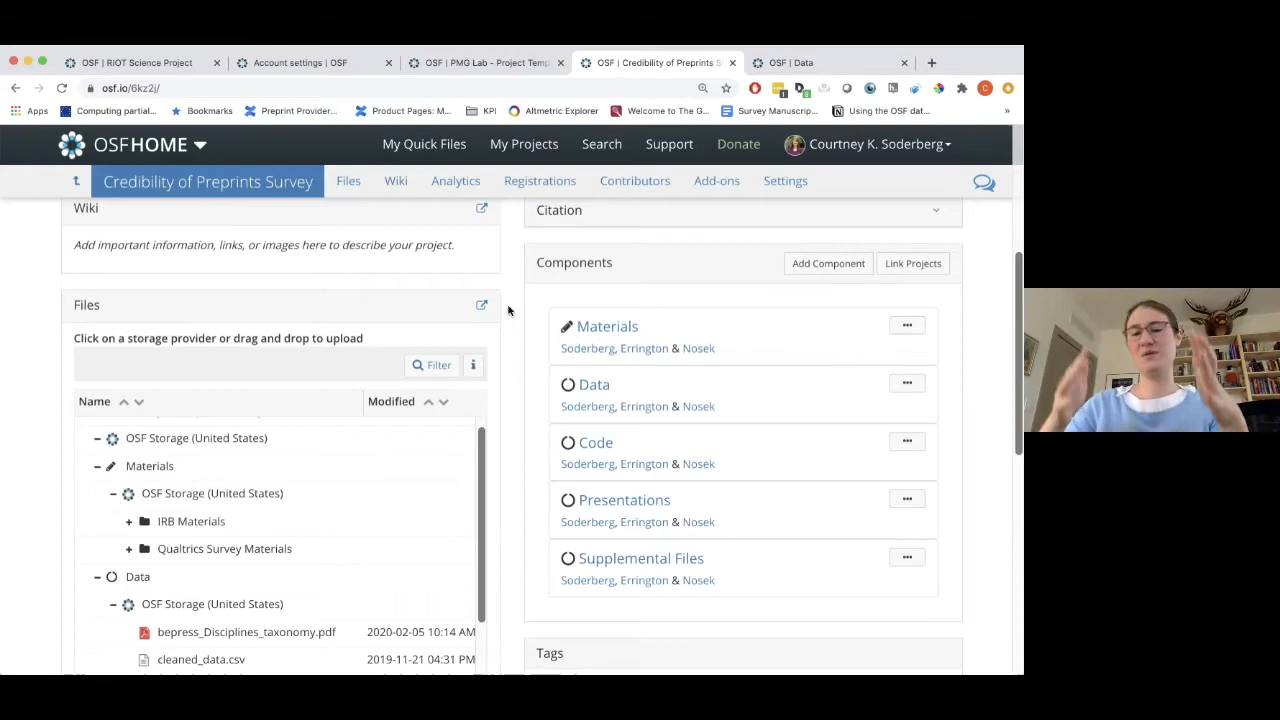 OSF | RIOT Science Project
Account settings | OSF
OSF | PMG Lab - Project Temp
OSF | Credibility of Preprints S
OSF | Data
osf.io/6kz2j/
Apps
Computing partial...
Bookmarks
Preprint Provider...
Product Pages: M...
KPI
Altmetric Explorer
Welcome to The G...
Survey Manuscrip...
Using the OSF dat...
»
OSFHOME
My Quick Files
My Projects
Search
Support
Donate
Courtney K. Soderberg
Credibility of Preprints Survey
Files
Wiki
Analytics
Registrations
Contributors
Add-ons
Settings
Wiki
Add important information, links, or images here to describe your project.
Files
Click on a storage provider or drag and drop to upload
Filter
i
Name
Modified
OSF Storage (United States)
Materials
OSF Storage (United States)
IRB Materials
Qualtrics Survey Materials
Data
OSF Storage (United States)
bepress_Disciplines_taxonomy.pdf 2020-02-05 10:14 AM
cleaned_data.csv 2019-11-21 04:31 PM
Citation
Components
Add Component
Link Projects
Materials
Soderberg, Errington & Nosek
Data
Soderberg, Errington & Nosek
Code
Soderberg, Errington & Nosek
Presentations
Soderberg, Errington & Nosek
Supplemental Files
Soderberg, Errington & Nosek
Tags